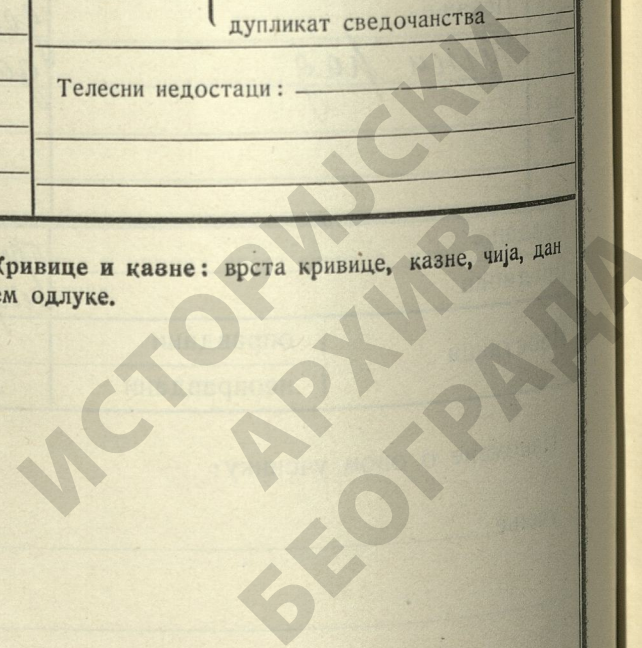 дупликат сведочанства
Телесни недостаци :
Кривице и казне : врста кривице, казне, чија, дан
ем одлуке.
ИСТОРИЈСКИ
АРХИВ
БЕОГРАДА